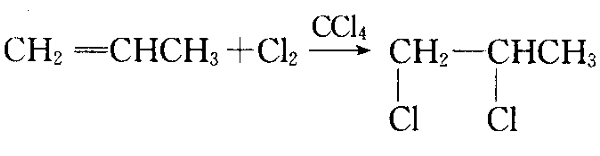 CCl₄
CH₂=CHCH₃+Cl₂ → CH₂—CHCH₃
Cl Cl